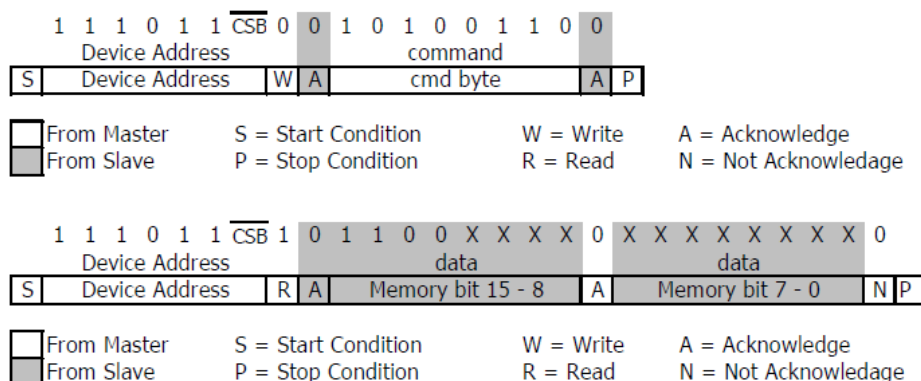 1 1 1 0 1 1 CSB 0 0 1 0 1 0 0 1 1 0 0
Device Address command
S Device Address W A cmd byte A P
From Master S = Start Condition W = Write A = Acknowledge
From Slave P = Stop Condition R = Read N = Not Acknowledage
1 1 1 0 1 1 CSB 1 0 1 1 0 0 X X X X 0 X X X X X X X X 0
Device Address data data
S Device Address R A Memory bit 15 - 8 A Memory bit 7 - 0 N P
From Master S = Start Condition W = Write A = Acknowledge
From Slave P = Stop Condition R = Read N = Not Acknowledage